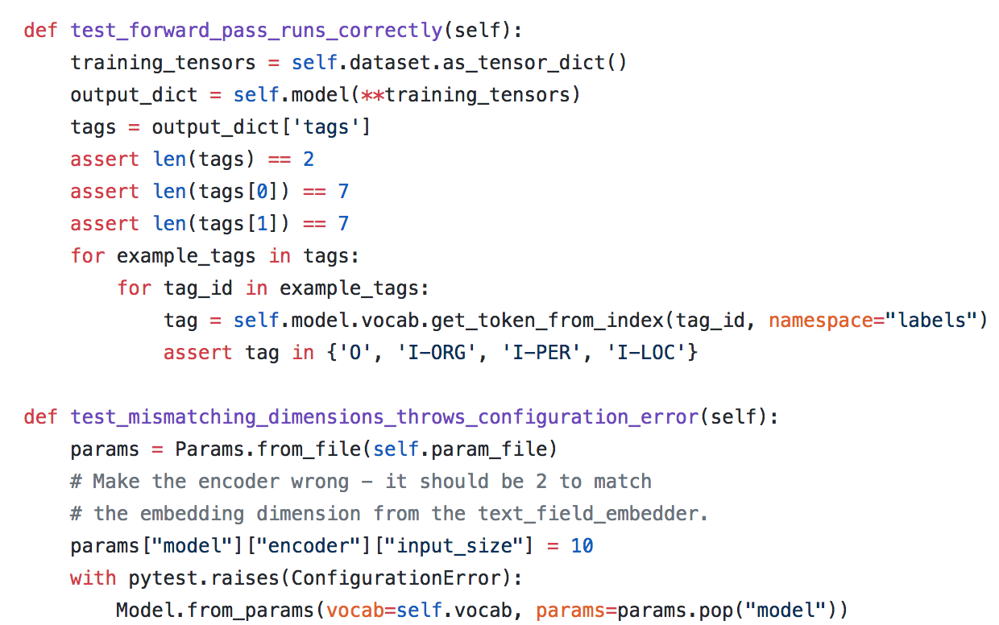 def test_forward_pass_runs_correctly(self):
    training_tensors = self.dataset.as_tensor_dict()
    output_dict = self.model(**training_tensors)
    tags = output_dict['tags']
    assert len(tags) == 2
    assert len(tags[0]) == 7
    assert len(tags[1]) == 7
    for example_tags in tags:
        for tag_id in example_tags:
            tag = self.model.vocab.get_token_from_index(tag_id, namespace="labels")
            assert tag in {'O', 'I-ORG', 'I-PER', 'I-LOC'}

def test_mismatching_dimensions_throws_configuration_error(self):
    params = Params.from_file(self.param_file)
    # Make the encoder wrong - it should be 2 to match
    # the embedding dimension from the text_field_embedder.
    params["model"]["encoder"]["input_size"] = 10
    with pytest.raises(ConfigurationError):
        Model.from_params(vocab=self.vocab, params=params.pop("model"))